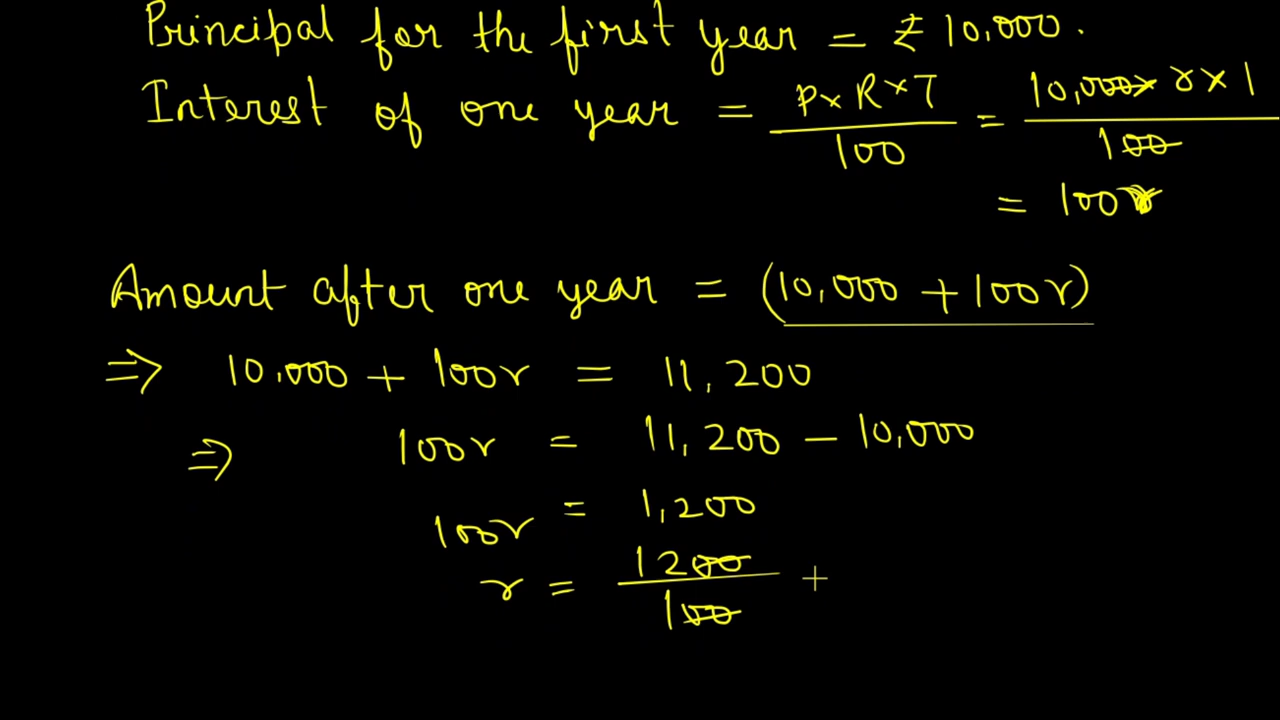 Principal for the first year = ₹ 10,000.
Interest of one year = P×R×T/100 = 10,000×r×1/100
= 100r
Amount after one year = (10,000 + 100r)
⇒ 10,000 + 100r = 11,200
⇒ 100r = 11,200 − 10,000
100r = 1,200
r = 1200/100